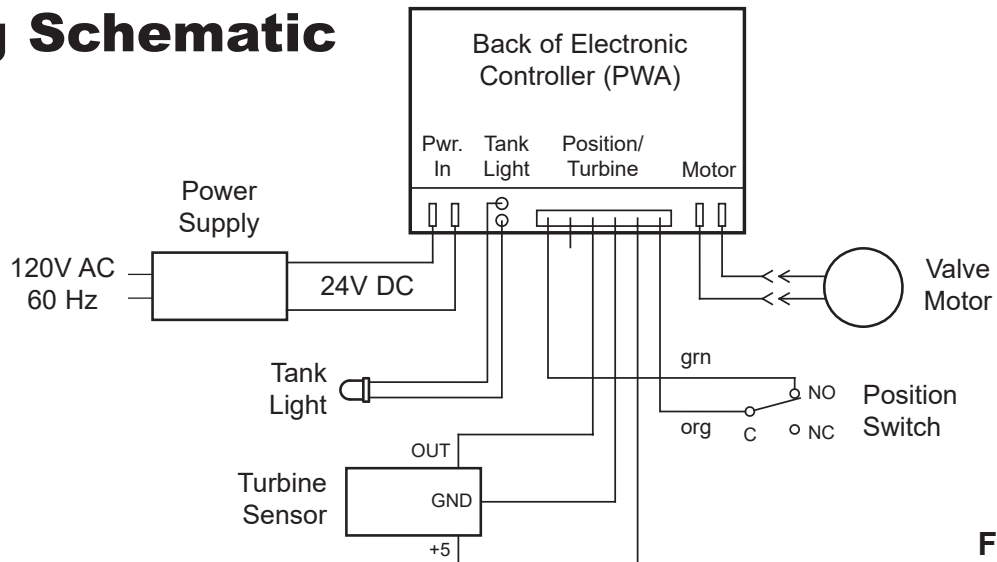 Schematic
Back of Electronic
Controller (PWA)
Pwr.
In
Tank
Light
Position/
Turbine
Motor
Power
Supply
120V AC
60 Hz
24V DC
Valve
Motor
Tank
Light
grn
org
C
NO
NC
Position
Switch
OUT
GND
+5
Turbine
Sensor
F